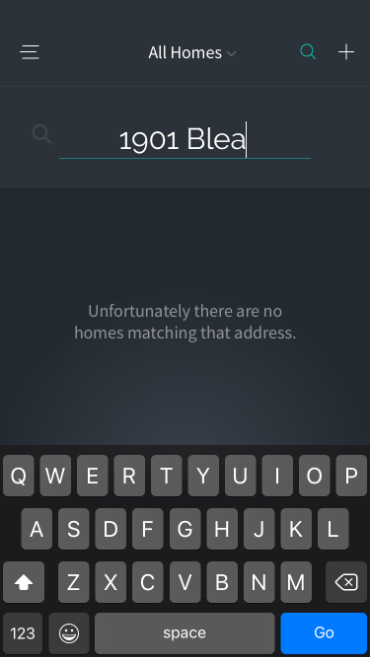 All Homes
1901 Blea
Unfortunately there are no
homes matching that address.
Q W E R T Y U I O P
A S D F G H J K L
Z X C V B N M
123 space Go